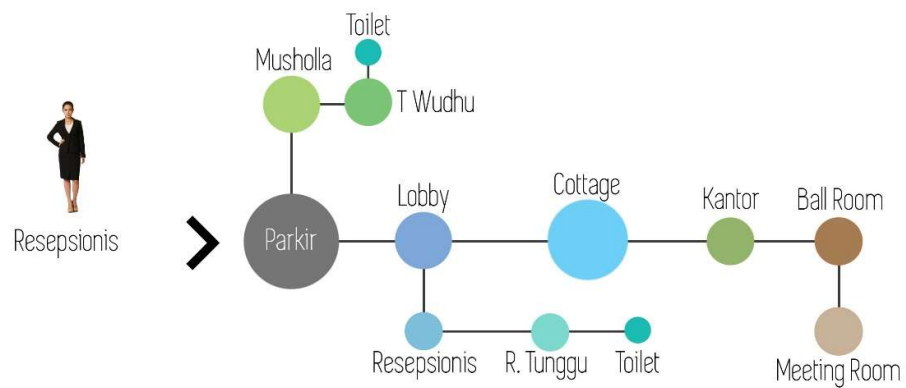 Toilet
Musholla
T Wudhu
Resepsionis
Parkir
Lobby
Cottage
Kantor
Ball Room
Resepsionis
R. Tunggu
Toilet
Meeting Room